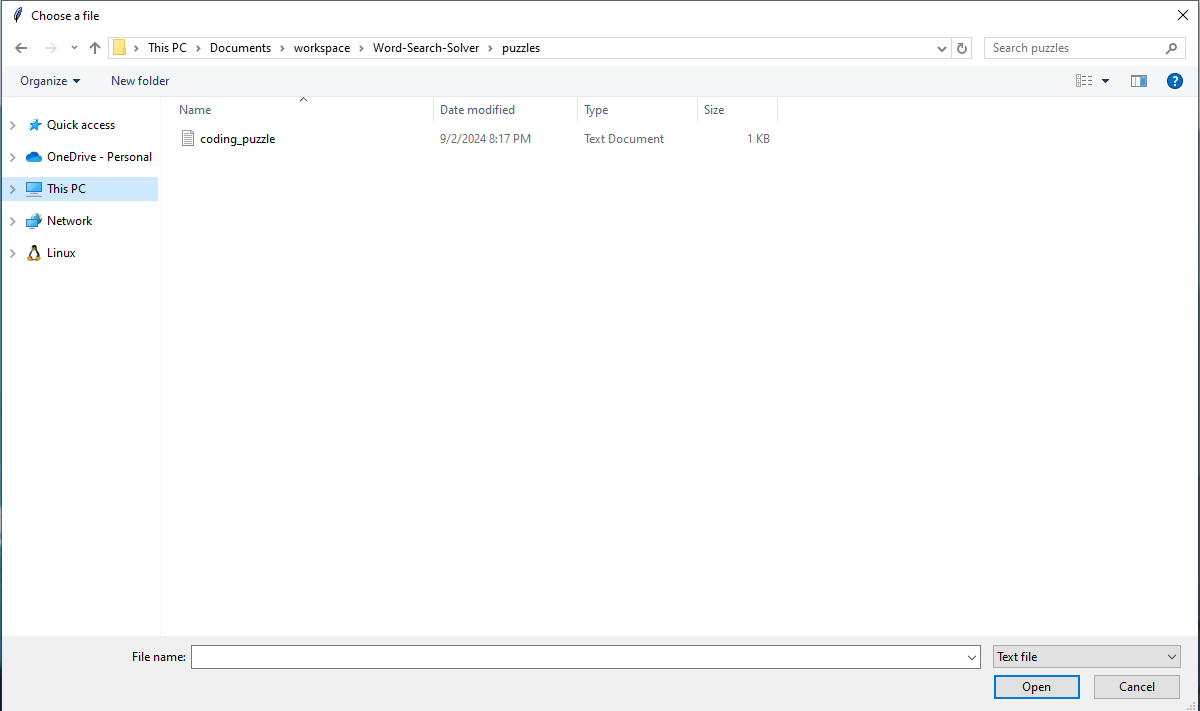 Choose a file
This PC Documents workspace Word-Search-Solver puzzles
Search puzzles
Organize New folder
?
Name Date modified Type Size
coding_puzzle 9/2/2024 8:17 PM Text Document 1 KB
Quick access
OneDrive - Personal
This PC
Network
Linux
File name:
Text file
Open Cancel